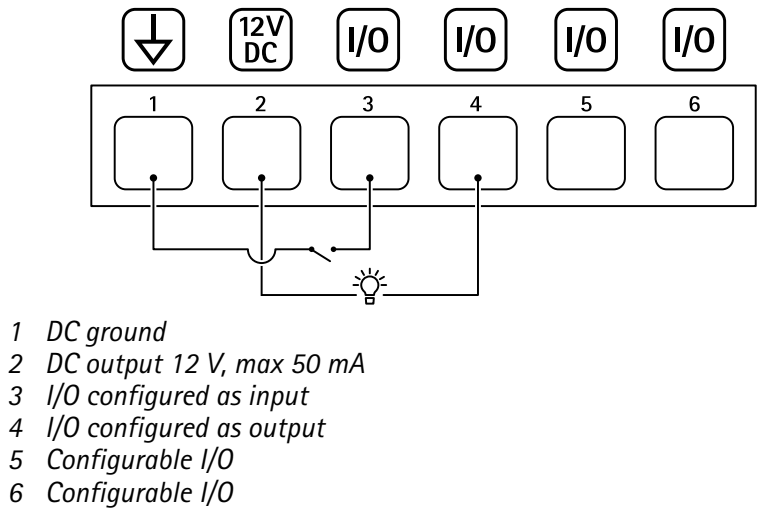 12V DC I/O I/O I/O I/O
1 2 3 4 5 6
1 DC ground
2 DC output 12 V, max 50 mA
3 I/O configured as input
4 I/O configured as output
5 Configurable I/O
6 Configurable I/O